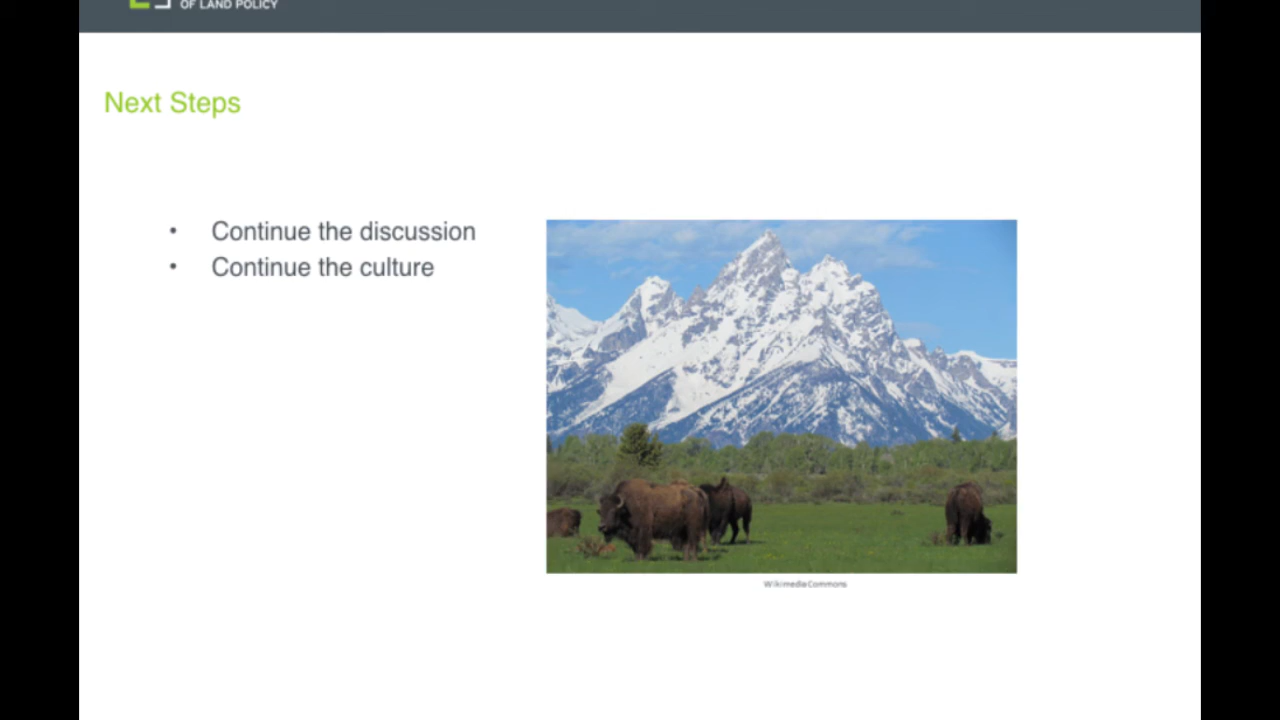 OF LAND POLICY
Next Steps
• Continue the discussion
• Continue the culture
Wikimedia Commons